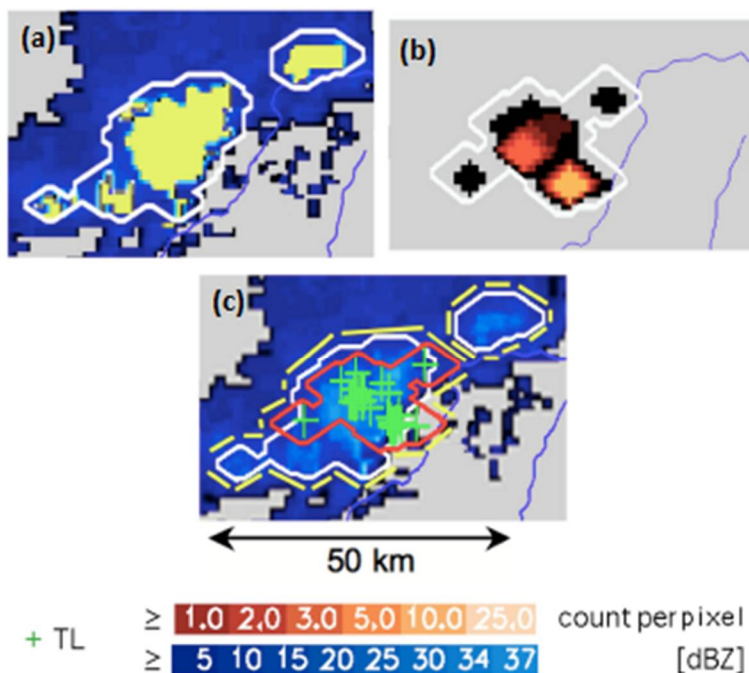 (a)
(b)
(c)
50 km
+ TL
≥ 1.0 2.0 3.0 5.0 10.0 25.0 count per pixel
≥ 5 10 15 20 25 30 34 37 [dBZ]